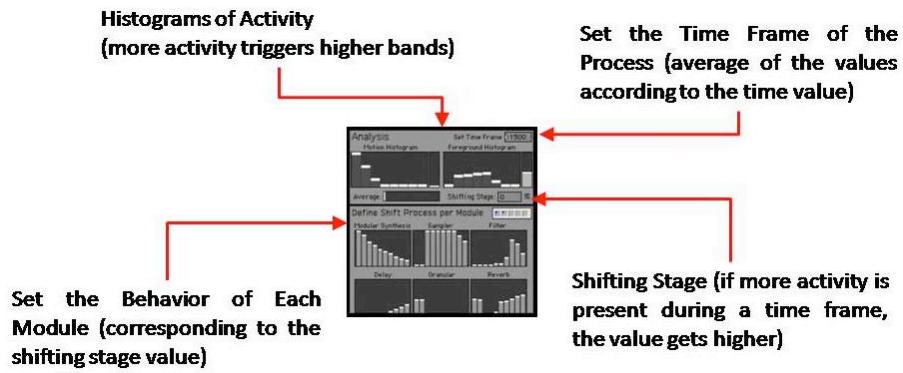 Histograms of Activity
(more activity triggers higher bands)
Set the Time Frame of the
Process (average of the values
according to the time value)
Analysis
Set Time Frame 1500
Motion Histogram Foreground Histogram
Average Shifting Stage 0
Define Shift Process per Module
Modular Synthesis Sampler Filter
Delay Granular Reverb
Set the Behavior of Each
Module (corresponding to the
shifting stage value)
Shifting Stage (if more activity is
present during a time frame,
the value gets higher)